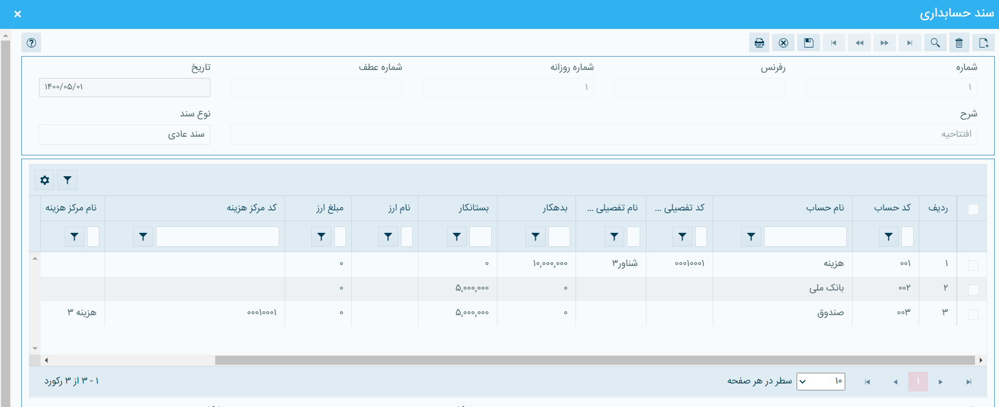 سند حسابداری
شماره رفرنس شماره روزانه شماره عطف تاریخ
۱ ۱ ۱۴۰۰/۰۵/۰۱
شرح نوع سند
افتتاحیه سند عادی
ردیف کد حساب نام حساب کد تفصیلی ... نام تفصیلی ... بدهکار بستانکار نام ارز مبلغ ارز کد مرکز هزینه نام مرکز هزینه
۱ ۰۰۱ هزینه ۰۰۰۱۰۰۰۱ شناور۳ ۱۰,۰۰۰,۰۰۰ ۰ ۰
۲ ۰۰۲ بانک ملی ۰ ۵,۰۰۰,۰۰۰ ۰
۳ ۰۰۳ صندوق ۰ ۵,۰۰۰,۰۰۰ ۰ ۰۰۰۱۰۰۰۱ هزینه ۳
۱ ۱۰ سطر در هر صفحه ۱ - ۳ از ۳ رکورد